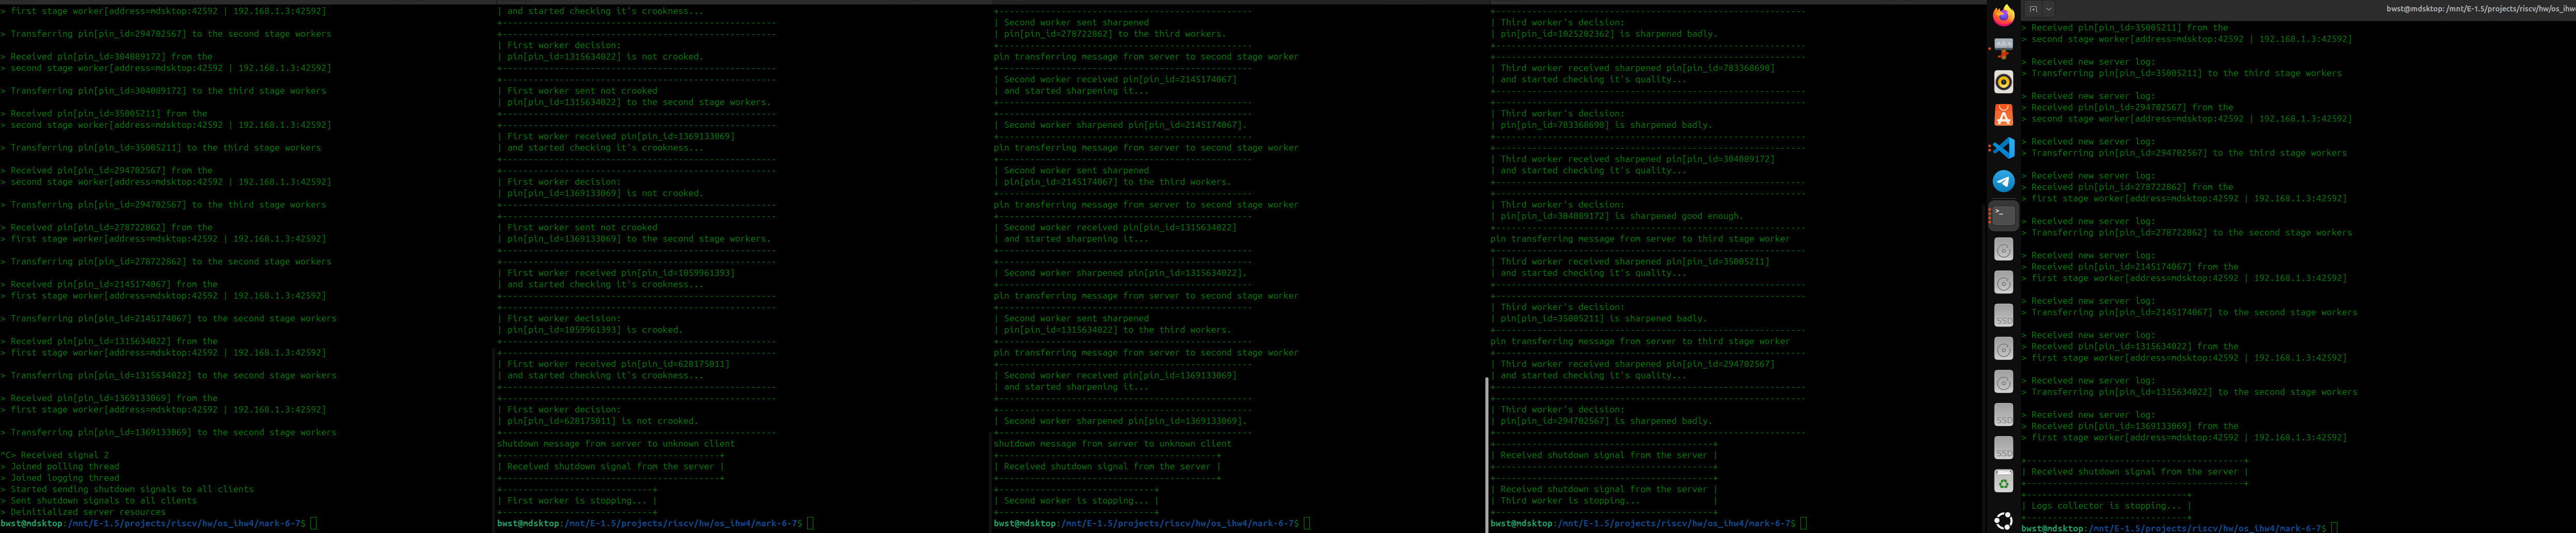 > first stage worker[address=mdsktop:42592 | 192.168.1.3:42592]
> Transferring pin[pin_id=294702567] to the second stage workers
> Received pin[pin_id=304089172] from the
> second stage worker[address=mdsktop:42592 | 192.168.1.3:42592]
> Transferring pin[pin_id=304089172] to the third stage workers
> Received pin[pin_id=35005211] from the
> second stage worker[address=mdsktop:42592 | 192.168.1.3:42592]
> Transferring pin[pin_id=35005211] to the third stage workers
> Received pin[pin_id=294702567] from the
> second stage worker[address=mdsktop:42592 | 192.168.1.3:42592]
> Transferring pin[pin_id=294702567] to the third stage workers
> Received pin[pin_id=278722862] from the
> first stage worker[address=mdsktop:42592 | 192.168.1.3:42592]
> Transferring pin[pin_id=278722862] to the second stage workers
> Received pin[pin_id=2145174067] from the
> first stage worker[address=mdsktop:42592 | 192.168.1.3:42592]
> Transferring pin[pin_id=2145174067] to the second stage workers
> Received pin[pin_id=1315634022] from the
> first stage worker[address=mdsktop:42592 | 192.168.1.3:42592]
> Transferring pin[pin_id=1315634022] to the second stage workers
> Received pin[pin_id=1369133069] from the
> first stage worker[address=mdsktop:42592 | 192.168.1.3:42592]
> Transferring pin[pin_id=1369133069] to the second stage workers
^C> Received signal 2
> Joined polling thread
> Joined logging thread
> Started sending shutdown signals to all clients
> Sent shutdown signals to all clients
> Deinitialized server resources
bwst@mdsktop:/mnt/E-1.5/projects/riscv/hw/os_ihw4/mark-6-7$
| and started checking it's crookness...
| First worker decision:
| pin[pin_id=1315634022] is not crooked.
| First worker sent not crooked
| pin[pin_id=1315634022] to the second stage workers.
| First worker received pin[pin_id=1369133069]
| and started checking it's crookness...
| First worker decision:
| pin[pin_id=1369133069] is not crooked.
| First worker sent not crooked
| pin[pin_id=1369133069] to the second stage workers.
| First worker received pin[pin_id=1059961393]
| and started checking it's crookness...
| First worker decision:
| pin[pin_id=1059961393] is crooked.
| First worker received pin[pin_id=628175011]
| and started checking it's crookness...
| First worker decision:
| pin[pin_id=628175011] is not crooked.
shutdown message from server to unknown client
| Received shutdown signal from the server |
| First worker is stopping... |
bwst@mdsktop:/mnt/E-1.5/projects/riscv/hw/os_ihw4/mark-6-7$
| Second worker sent sharpened
| pin[pin_id=278722862] to the third workers.
pin transferring message from server to second stage worker
| Second worker received pin[pin_id=2145174067]
| and started sharpening it...
| Second worker sharpened pin[pin_id=2145174067].
pin transferring message from server to second stage worker
| Second worker sent sharpened
| pin[pin_id=2145174067] to the third workers.
pin transferring message from server to second stage worker
| Second worker received pin[pin_id=1315634022]
| and started sharpening it...
| Second worker sharpened pin[pin_id=1315634022].
pin transferring message from server to second stage worker
| Second worker sent sharpened
| pin[pin_id=1315634022] to the third workers.
pin transferring message from server to second stage worker
| Second worker received pin[pin_id=1369133069]
| and started sharpening it...
| Second worker sharpened pin[pin_id=1369133069].
shutdown message from server to unknown client
| Received shutdown signal from the server |
| Second worker is stopping... |
bwst@mdsktop:/mnt/E-1.5/projects/riscv/hw/os_ihw4/mark-6-7$
| Third worker's decision:
| pin[pin_id=1025202362] is sharpened badly.
| Third worker received sharpened pin[pin_id=783368690]
| and started checking it's quality...
| Third worker's decision:
| pin[pin_id=783368690] is sharpened badly.
| Third worker received sharpened pin[pin_id=304089172]
| and started checking it's quality...
| Third worker's decision:
| pin[pin_id=304089172] is sharpened good enough.
pin transferring message from server to third stage worker
| Third worker received sharpened pin[pin_id=35005211]
| and started checking it's quality...
| Third worker's decision:
| pin[pin_id=35005211] is sharpened badly.
pin transferring message from server to third stage worker
| Third worker received sharpened pin[pin_id=294702567]
| and started checking it's quality...
| Third worker's decision:
| pin[pin_id=294702567] is sharpened badly.
| Received shutdown signal from the server |
| Received shutdown signal from the server |
| Third worker is stopping... |
bwst@mdsktop:/mnt/E-1.5/projects/riscv/hw/os_ihw4/mark-6-7$
SSD
SSD
SSD
bwst@mdsktop: /mnt/E-1.5/projects/riscv/hw/os_ihw
> Received pin[pin_id=35005211] from the
> second stage worker[address=mdsktop:42592 | 192.168.1.3:42592]
> Received new server log:
> Transferring pin[pin_id=35005211] to the third stage workers
> Received new server log:
> Received pin[pin_id=294702567] from the
> second stage worker[address=mdsktop:42592 | 192.168.1.3:42592]
> Received new server log:
> Transferring pin[pin_id=294702567] to the third stage workers
> Received new server log:
> Received pin[pin_id=278722862] from the
> first stage worker[address=mdsktop:42592 | 192.168.1.3:42592]
> Received new server log:
> Transferring pin[pin_id=278722862] to the second stage workers
> Received new server log:
> Received pin[pin_id=2145174067] from the
> first stage worker[address=mdsktop:42592 | 192.168.1.3:42592]
> Received new server log:
> Transferring pin[pin_id=2145174067] to the second stage workers
> Received new server log:
> Received pin[pin_id=1315634022] from the
> first stage worker[address=mdsktop:42592 | 192.168.1.3:42592]
> Received new server log:
> Transferring pin[pin_id=1315634022] to the second stage workers
> Received new server log:
> Received pin[pin_id=1369133069] from the
> first stage worker[address=mdsktop:42592 | 192.168.1.3:42592]
| Received shutdown signal from the server |
| Logs collector is stopping... |
bwst@mdsktop:/mnt/E-1.5/projects/riscv/hw/os_ihw4/mark-6-7$